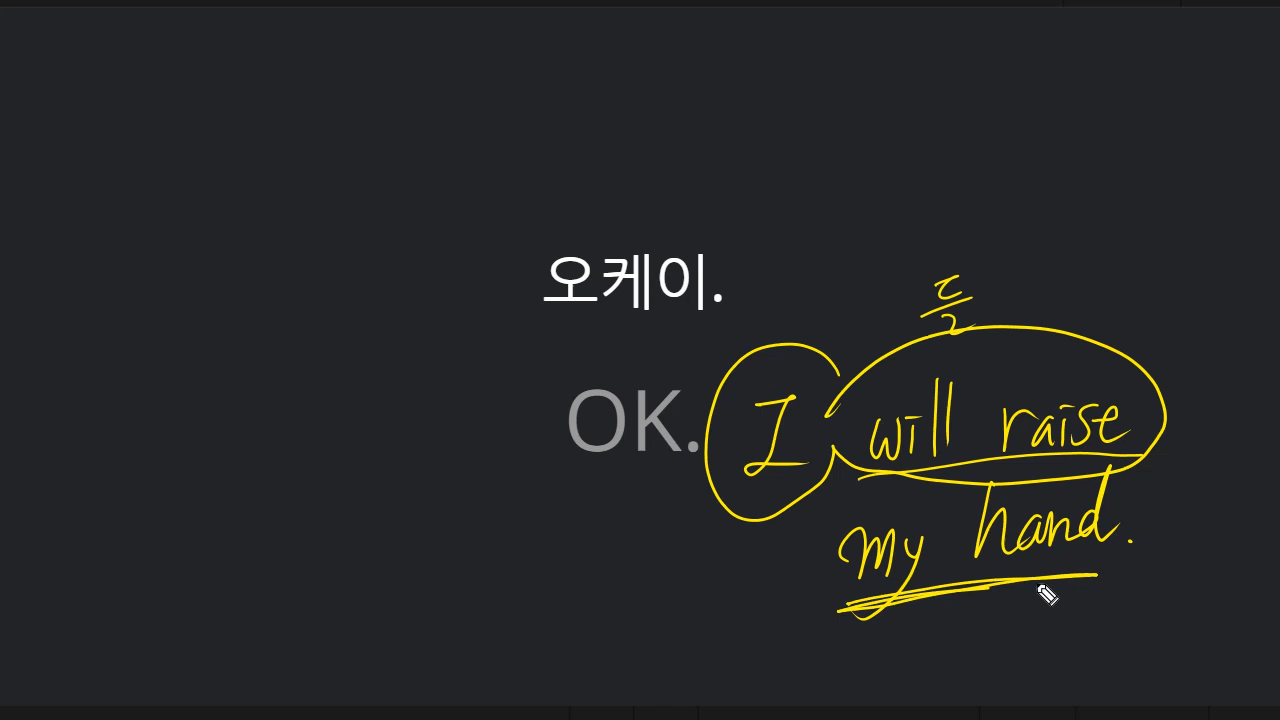 오케이.
들
OK. I will raise
my hand.